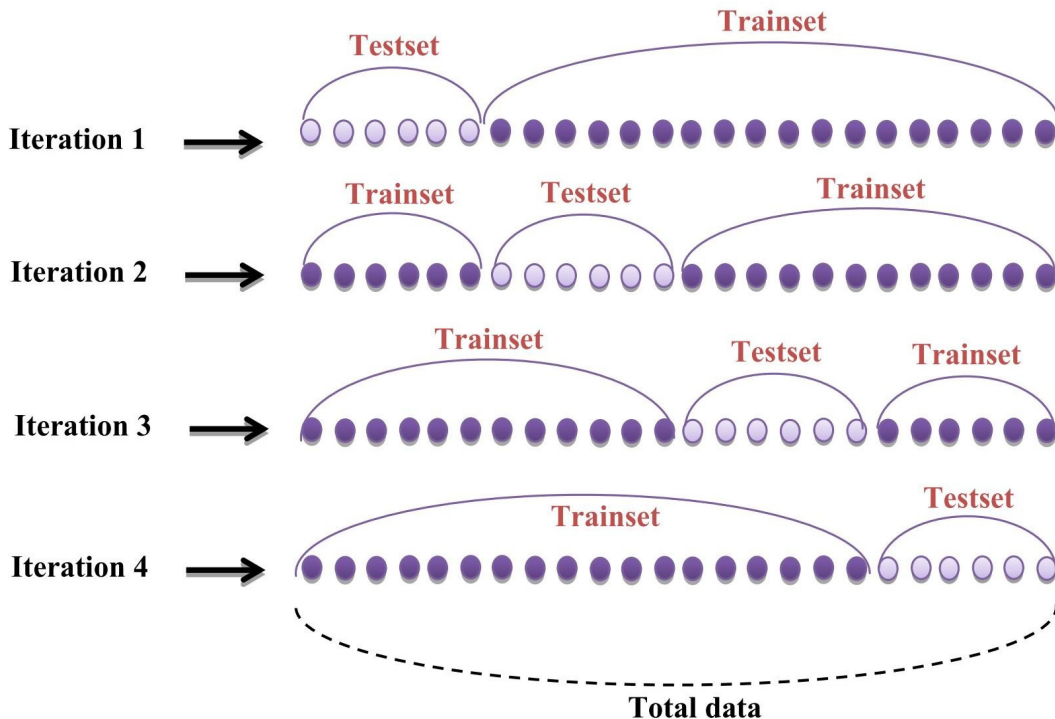 Testset
Trainset
Iteration 1
Trainset
Testset
Trainset
Iteration 2
Trainset
Testset
Trainset
Iteration 3
Trainset
Testset
Iteration 4
Total data